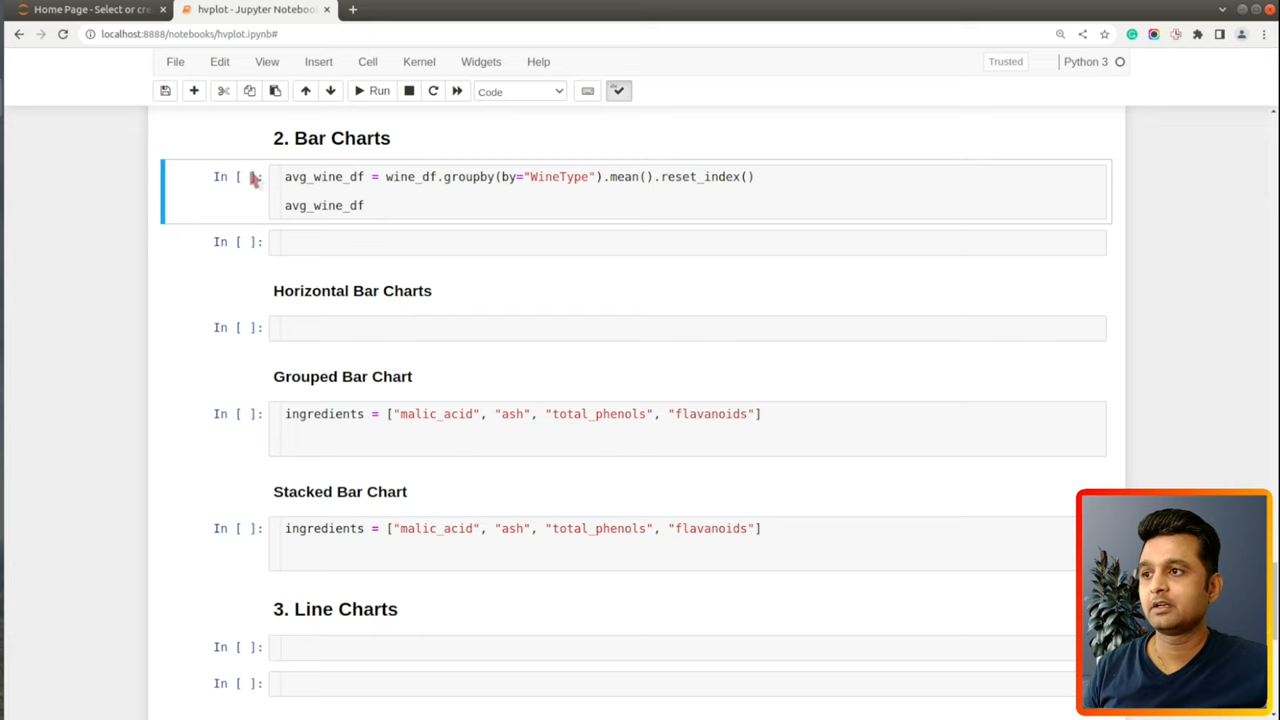 Home Page - Select or cre
hvplot - Jupyter Noteboo
localhost:8888/notebooks/hvplot.ipynb#
File Edit View Insert Cell Kernel Widgets Help Trusted Python 3
Run Code
2. Bar Charts
In [ ]: avg_wine_df = wine_df.groupby(by="WineType").mean().reset_index()
avg_wine_df
In [ ]:
Horizontal Bar Charts
In [ ]:
Grouped Bar Chart
In [ ]: ingredients = ["malic_acid", "ash", "total_phenols", "flavanoids"]
Stacked Bar Chart
In [ ]: ingredients = ["malic_acid", "ash", "total_phenols", "flavanoids"]
3. Line Charts
In [ ]:
In [ ]: